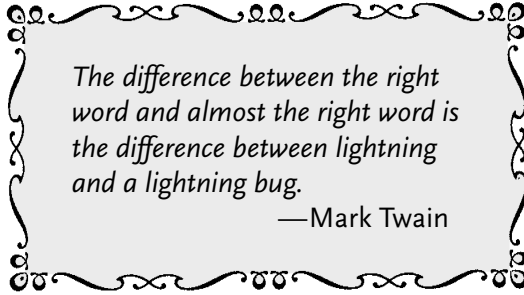 The difference between the right
word and almost the right word is
the difference between lightning
and a lightning bug.
—Mark Twain